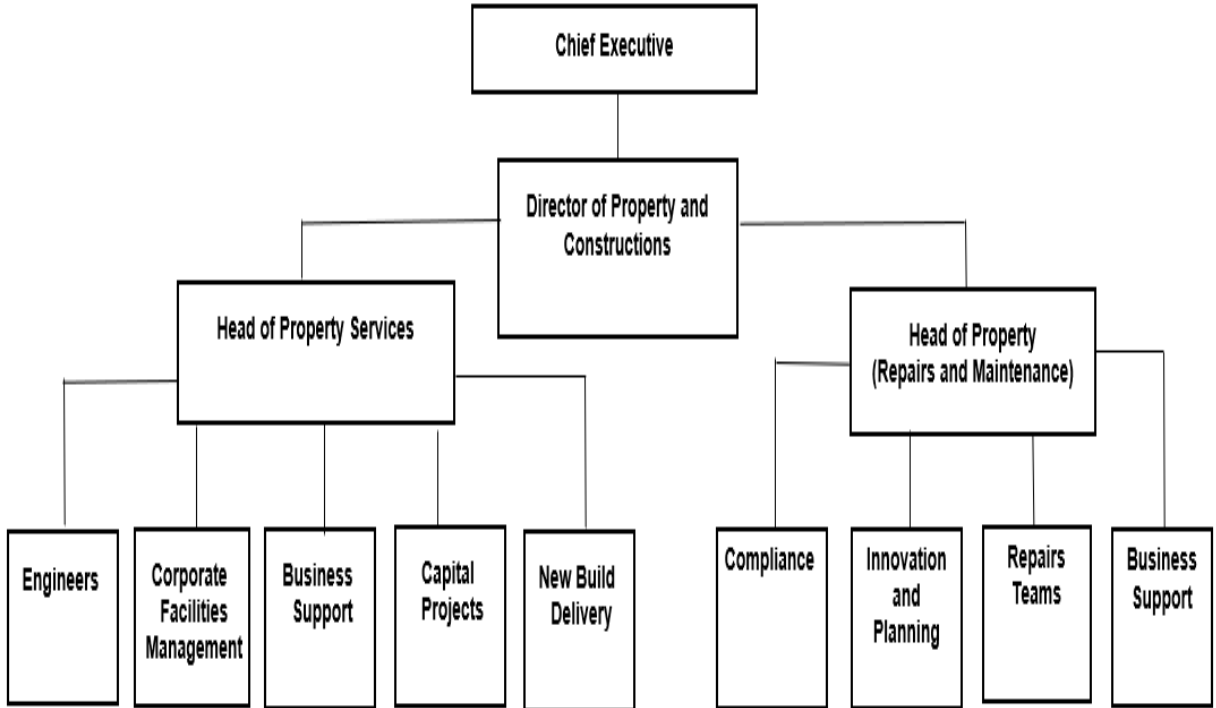 Chief Executive
Director of Property and
Constructions
Head of Property Services
Head of Property
(Repairs and Maintenance)
Engineers
Corporate
Facilities
Management
Business
Support
Capital
Projects
New Build
Delivery
Compliance
Innovation
and
Planning
Repairs
Teams
Business
Support